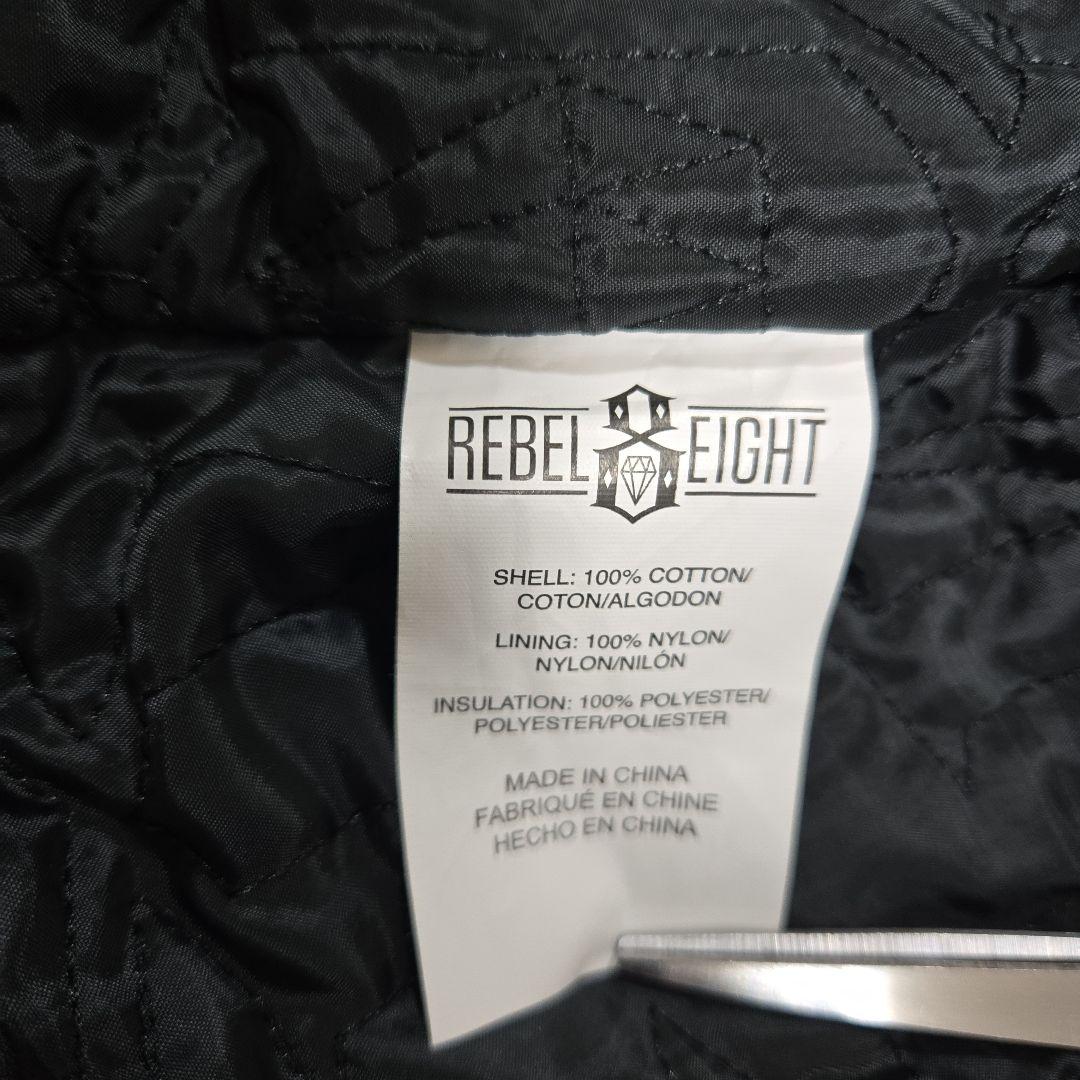 REBEL 8 EIGHT
SHELL: 100% COTTON/
COTON/ALGODON
LINING: 100% NYLON/
NYLON/NILÓN
INSULATION: 100% POLYESTER/
POLYESTER/POLIESTER
MADE IN CHINA
FABRIQUÉ EN CHINE
HECHO EN CHINA